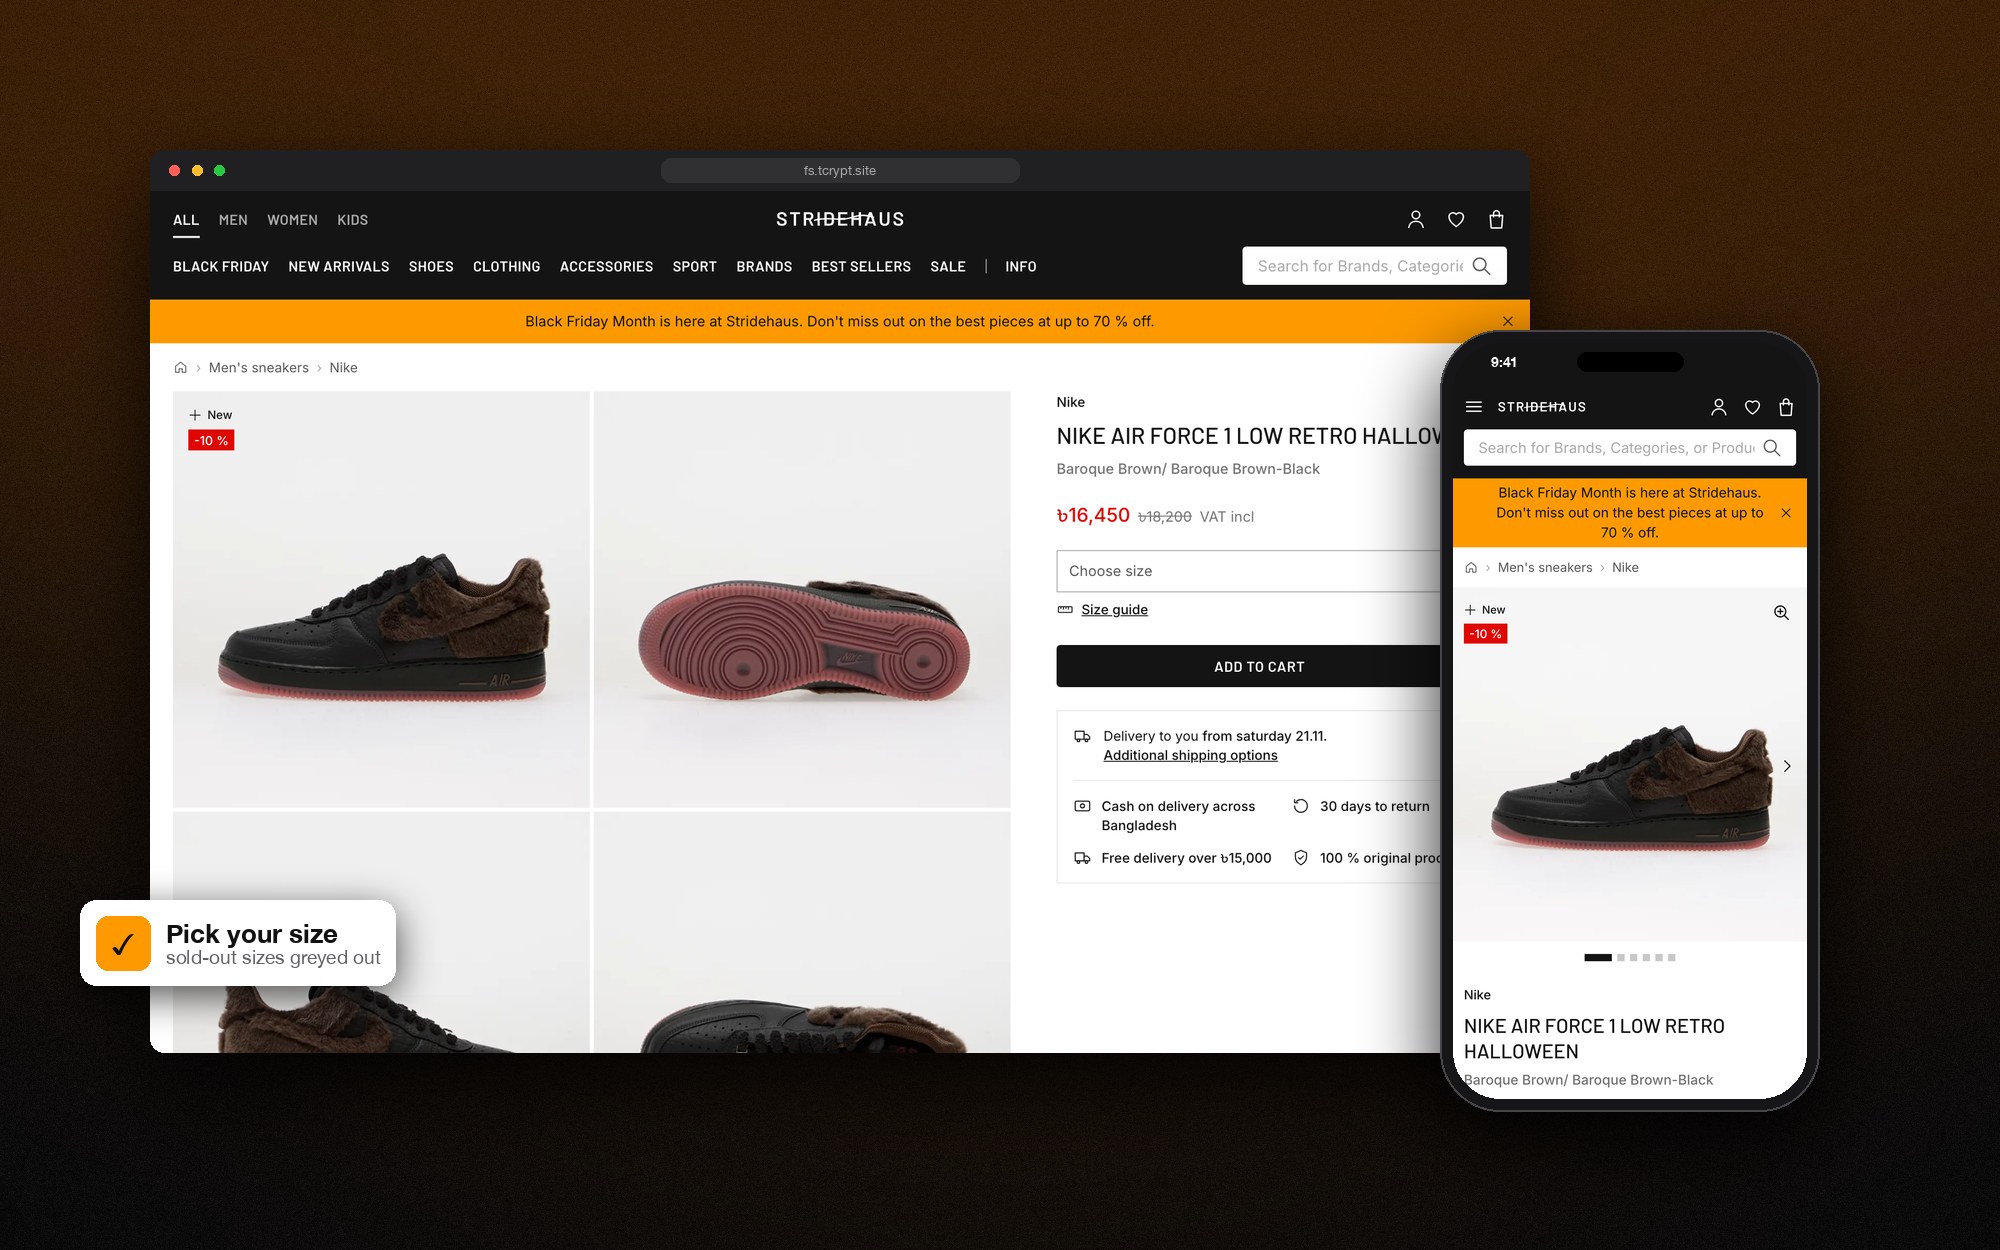 fs.tcrypt.site
ALL MEN WOMEN KIDS
STRIDEHAUS
BLACK FRIDAY NEW ARRIVALS SHOES CLOTHING ACCESSORIES SPORT BRANDS BEST SELLERS SALE | INFO
Search for Brands, Categorie
Black Friday Month is here at Stridehaus. Don't miss out on the best pieces at up to 70 % off.
Men's sneakers › Nike
New
-10 %
AIR
Nike
NIKE AIR FORCE 1 LOW RETRO HALLOW
Baroque Brown/ Baroque Brown-Black
৳16,450 ৳18,200 VAT incl
Choose size
Size guide
ADD TO CART
Delivery to you from saturday 21.11.
Additional shipping options
Cash on delivery across
Bangladesh
30 days to return
Free delivery over ৳15,000
100 % original proc
Pick your size
sold-out sizes greyed out
9:41
STRIDEHAUS
Search for Brands, Categories, or Produc
Black Friday Month is here at Stridehaus.
Don't miss out on the best pieces at up to
70 % off.
Men's sneakers › Nike
New
-10 %
AIR
Nike
NIKE AIR FORCE 1 LOW RETRO
HALLOWEEN
Baroque Brown/ Baroque Brown-Black